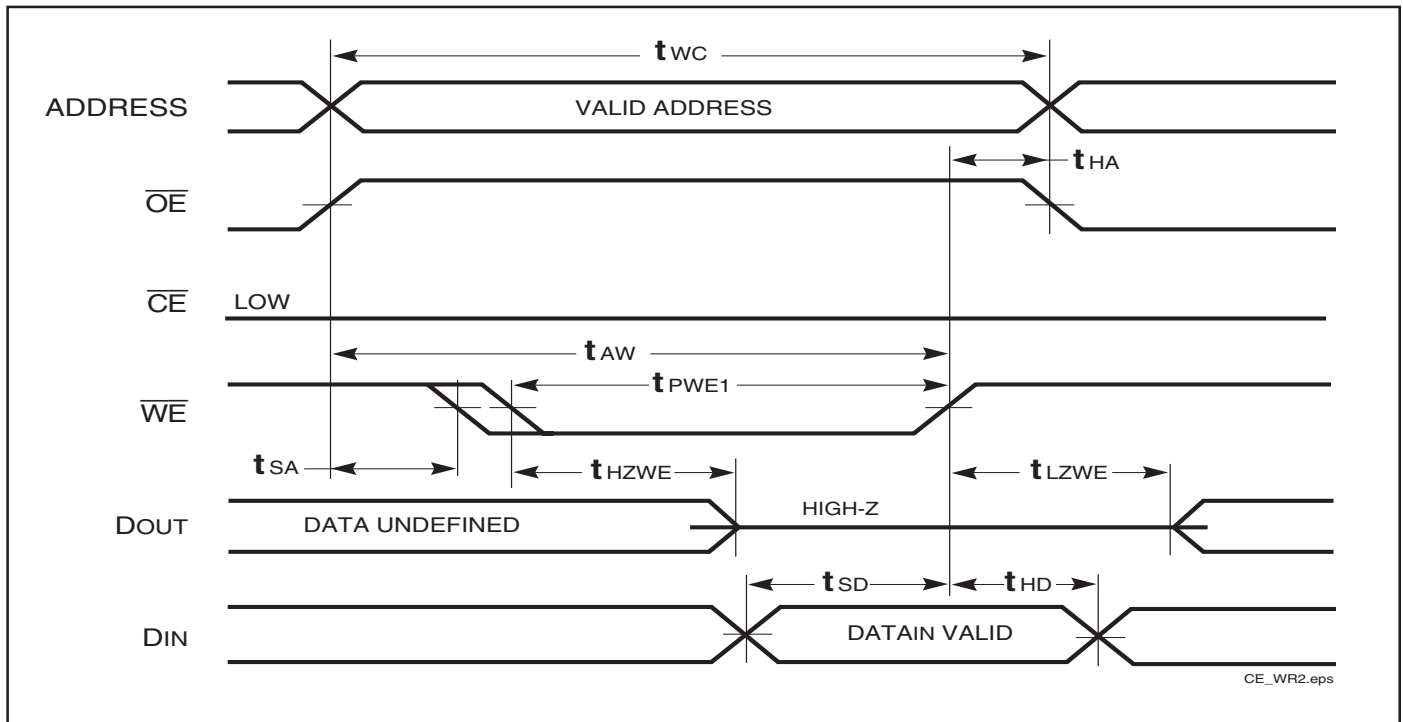 tWC
ADDRESS
VALID ADDRESS
tHA
OE
CE
LOW
tAW
tPWE1
WE
tSA
tHZWE
tLZWE
DOUT
DATA UNDEFINED
HIGH-Z
tSD
tHD
DIN
DATAIN VALID
CE_WR2.eps